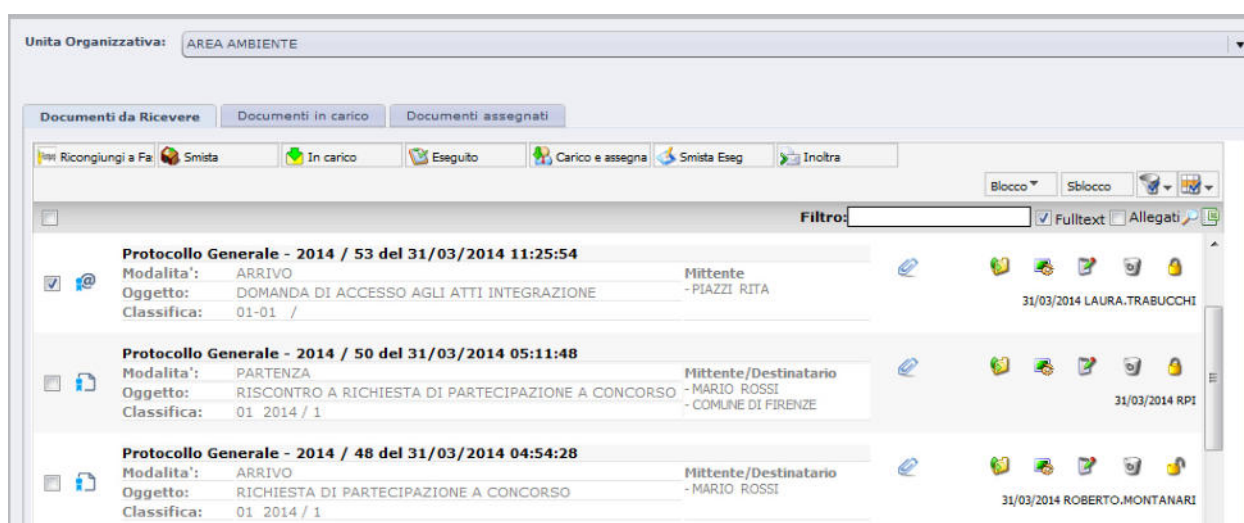 Unita Organizzativa: AREA AMBIENTE
Documenti da Ricevere Documenti in carico Documenti assegnati
Ricongiungi a Fa Smista In carico Eseguito Carico e assegna Smista Eseg Inoltra
Blocco Sblocco
Filtro: Fulltext Allegati
Protocollo Generale - 2014 / 53 del 31/03/2014 11:25:54
Modalita': ARRIVO Mittente
Oggetto: DOMANDA DI ACCESSO AGLI ATTI INTEGRAZIONE - PIAZZI RITA
Classifica: 01-01 /
31/03/2014 LAURA.TRABUCCHI
Protocollo Generale - 2014 / 50 del 31/03/2014 05:11:48
Modalita': PARTENZA Mittente/Destinatario
Oggetto: RISCONTRO A RICHIESTA DI PARTECIPAZIONE A CONCORSO - MARIO ROSSI
Classifica: 01 2014 / 1 - COMUNE DI FIRENZE
31/03/2014 RPI
Protocollo Generale - 2014 / 48 del 31/03/2014 04:54:28
Modalita': ARRIVO Mittente/Destinatario
Oggetto: RICHIESTA DI PARTECIPAZIONE A CONCORSO - MARIO ROSSI
Classifica: 01 2014 / 1
31/03/2014 ROBERTO.MONTANARI